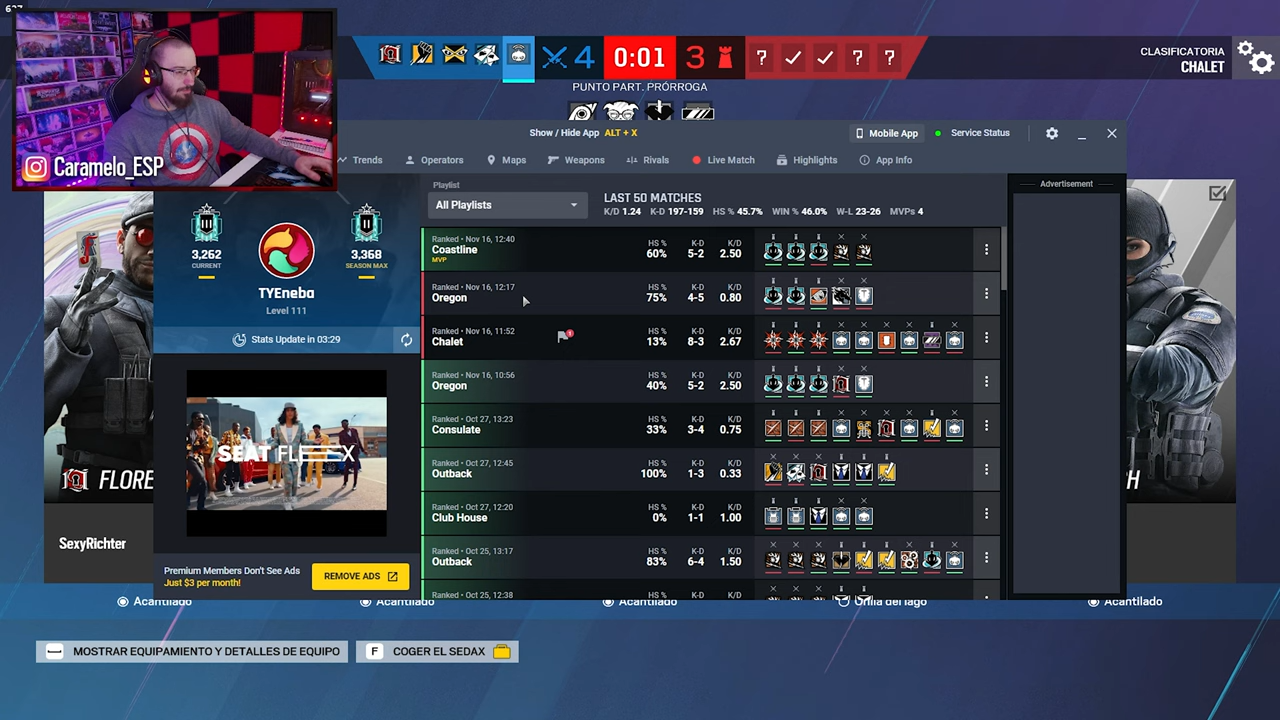 Caramelo_ESP
4
0:01
3
?
?
?
CLASIFICATORIA
CHALET
PUNTO PART. PRÓRROGA
Show / Hide App ALT + X
Mobile App
Service Status
Trends
Operators
Maps
Weapons
Rivals
Live Match
Highlights
App Info
3,262
CURRENT
3,368
SEASON MAX
TYEneba
Level 111
Stats Update in 03:29
SEAT FLEEX
Premium Members Don't See Ads
Just $3 per month!
REMOVE ADS
Playlist
All Playlists
LAST 50 MATCHES
K/D 1.24 K-D 197-159 HS % 45.7% WIN % 46.0% W-L 23-26 MVPs 4
Ranked • Nov 16, 12:40
Coastline
MVP
HS % K-D K/D
60% 5-2 2.50
Ranked • Nov 16, 12:17
Oregon
HS % K-D K/D
75% 4-5 0.80
Ranked • Nov 16, 11:52
Chalet
HS % K-D K/D
13% 8-3 2.67
Ranked • Nov 16, 10:56
Oregon
HS % K-D K/D
40% 5-2 2.50
Ranked • Oct 27, 13:23
Consulate
HS % K-D K/D
33% 3-4 0.75
Ranked • Oct 27, 12:45
Outback
HS % K-D K/D
100% 1-3 0.33
Ranked • Oct 27, 12:20
Club House
HS % K-D K/D
0% 1-1 1.00
Ranked • Oct 25, 13:17
Outback
HS % K-D K/D
83% 6-4 1.50
Ranked • Oct 25, 12:38
HS % K-D K/D
Advertisement
FLORE
SexyRichter
H
Acantilado
Acantilado
Acantilado
Orilla del lago
Acantilado
MOSTRAR EQUIPAMIENTO Y DETALLES DE EQUIPO
F COGER EL SEDAX